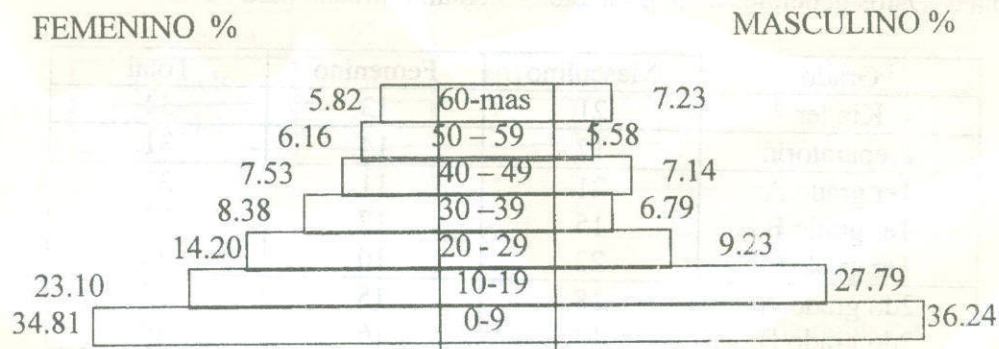 FEMENINO % MASCULINO %
5.82 60-mas 7.23
6.16 50 – 59 5.58
7.53 40 – 49 7.14
8.38 30 –39 6.79
14.20 20 - 29 9.23
23.10 10-19 27.79
34.81 0-9 36.24